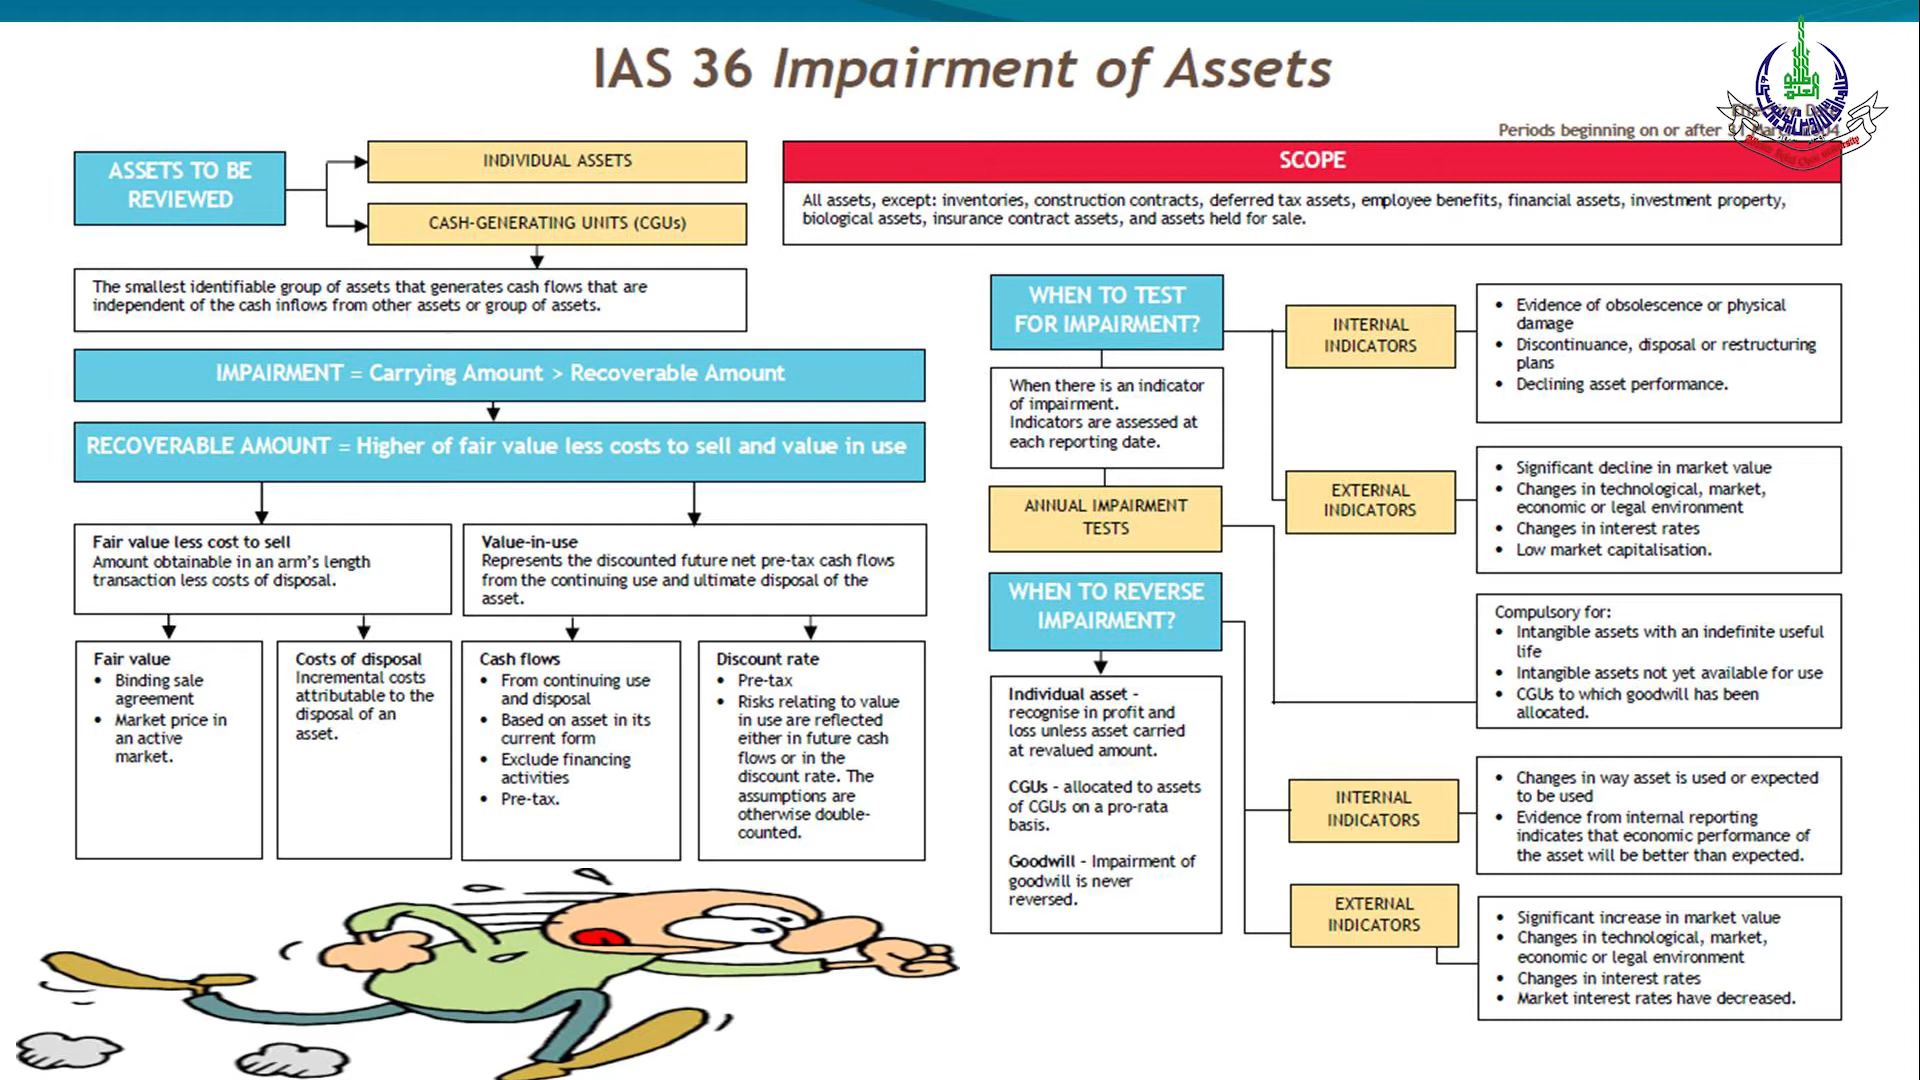 IAS 36 Impairment of Assets
Periods beginning on or after
ASSETS TO BE
REVIEWED
INDIVIDUAL ASSETS
CASH-GENERATING UNITS (CGUs)
The smallest identifiable group of assets that generates cash flows that are
independent of the cash inflows from other assets or group of assets.
SCOPE
All assets, except: inventories, construction contracts, deferred tax assets, employee benefits, financial assets, investment property,
biological assets, insurance contract assets, and assets held for sale.
IMPAIRMENT = Carrying Amount > Recoverable Amount
RECOVERABLE AMOUNT = Higher of fair value less costs to sell and value in use
Fair value less cost to sell
Amount obtainable in an arm's length
transaction less costs of disposal.
Value-in-use
Represents the discounted future net pre-tax cash flows
from the continuing use and ultimate disposal of the
asset.
Fair value
• Binding sale
agreement
• Market price in
an active
market.
Costs of disposal
Incremental costs
attributable to the
disposal of an
asset.
Cash flows
• From continuing use
and disposal
• Based on asset in its
current form
• Exclude financing
activities
• Pre-tax.
Discount rate
• Pre-tax
• Risks relating to value
in use are reflected
either in future cash
flows or in the
discount rate. The
assumptions are
otherwise double-
counted.
WHEN TO TEST
FOR IMPAIRMENT?
When there is an indicator
of impairment.
Indicators are assessed at
each reporting date.
INTERNAL
INDICATORS
• Evidence of obsolescence or physical
damage
• Discontinuance, disposal or restructuring
plans
• Declining asset performance.
EXTERNAL
INDICATORS
• Significant decline in market value
• Changes in technological, market,
economic or legal environment
• Changes in interest rates
• Low market capitalisation.
ANNUAL IMPAIRMENT
TESTS
Compulsory for:
• Intangible assets with an indefinite useful
life
• Intangible assets not yet available for use
• CGUs to which goodwill has been
allocated.
WHEN TO REVERSE
IMPAIRMENT?
Individual asset -
recognise in profit and
loss unless asset carried
at revalued amount.
CGUs - allocated to assets
of CGUs on a pro-rata
basis.
Goodwill - Impairment of
goodwill is never
reversed.
INTERNAL
INDICATORS
• Changes in way asset is used or expected
to be used
• Evidence from internal reporting
indicates that economic performance of
the asset will be better than expected.
EXTERNAL
INDICATORS
• Significant increase in market value
• Changes in technological, market,
economic or legal environment
• Changes in interest rates
• Market interest rates have decreased.